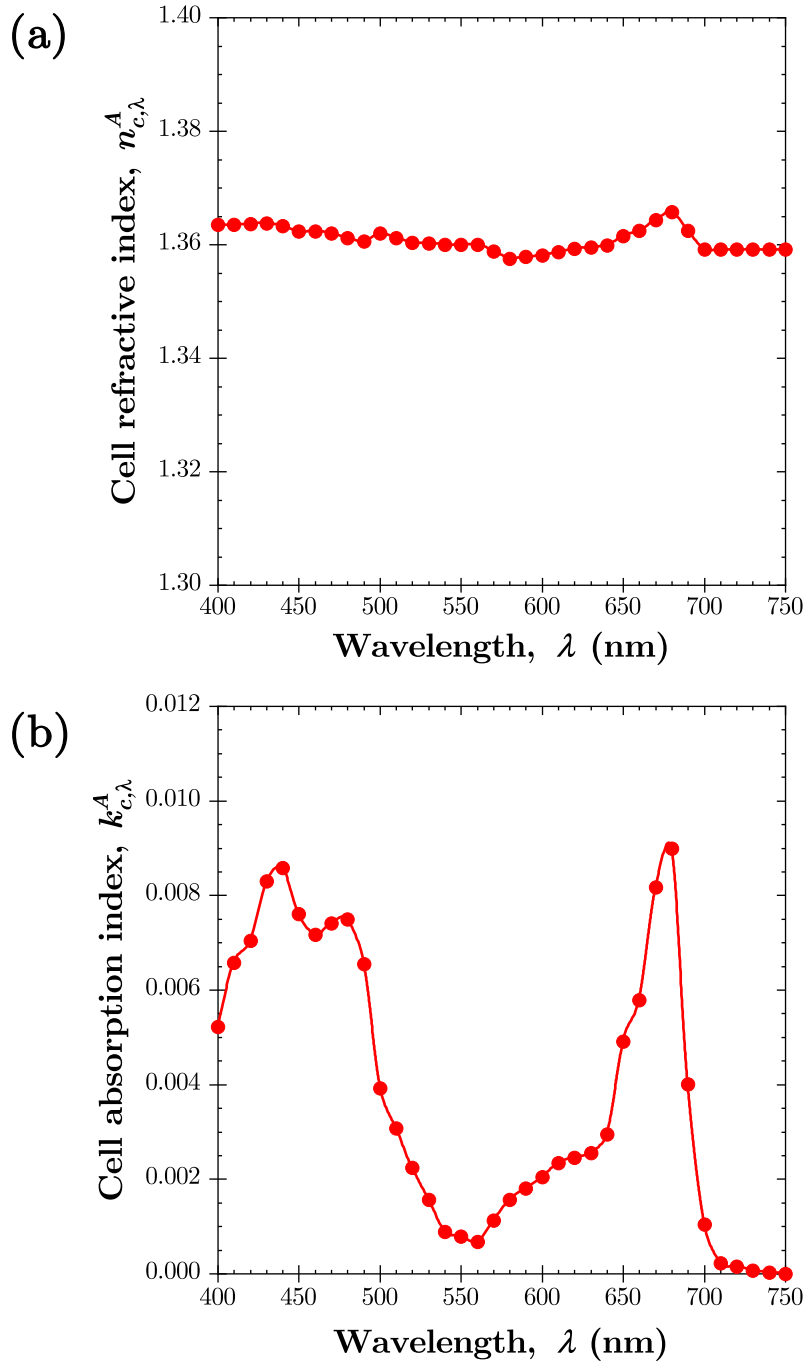 (a)
1.40
1.38
1.36
1.34
1.32
1.30
Cell refractive index, n^A_{c,λ}
400 450 500 550 600 650 700 750
Wavelength, λ (nm)
(b)
0.012
0.010
0.008
0.006
0.004
0.002
0.000
Cell absorption index, k^A_{c,λ}
400 450 500 550 600 650 700 750
Wavelength, λ (nm)